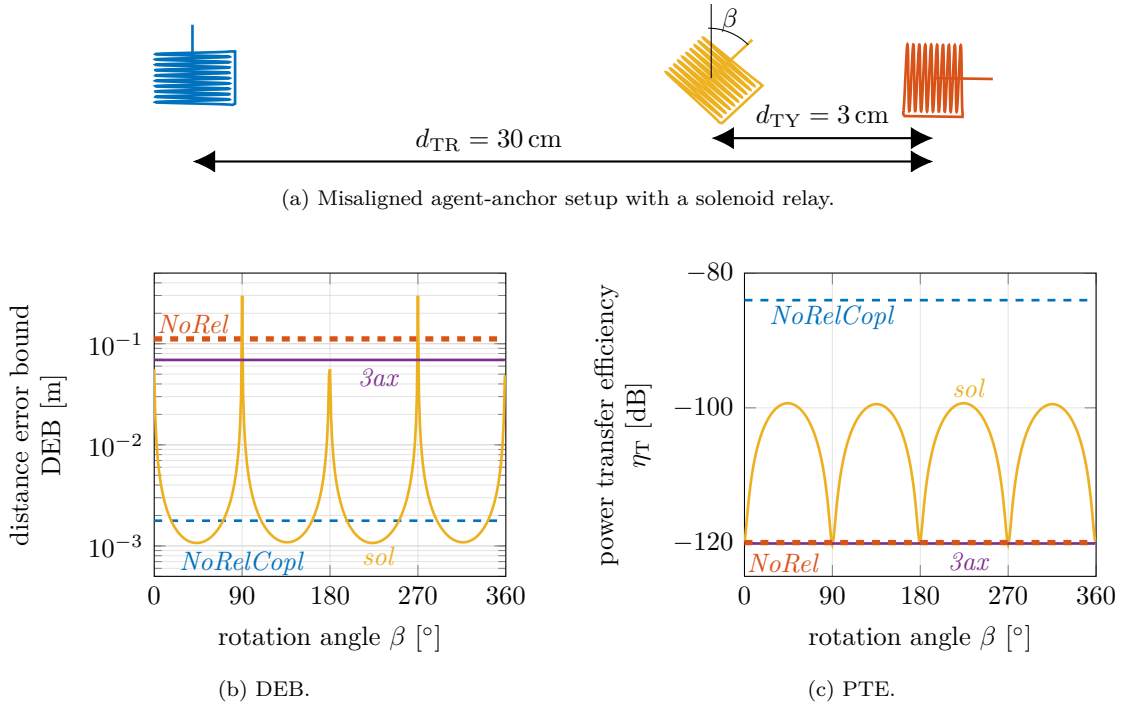 β
d_TY = 3 cm
d_TR = 30 cm
(a) Misaligned agent-anchor setup with a solenoid relay.
distance error bound
DEB [m]
10⁻¹
10⁻²
10⁻³
NoRel
3ax
NoRelCopl
sol
0 90 180 270 360
rotation angle β [°]
(b) DEB.
power transfer efficiency
η_T [dB]
−80
−100
−120
NoRelCopl
sol
NoRel
3ax
0 90 180 270 360
rotation angle β [°]
(c) PTE.